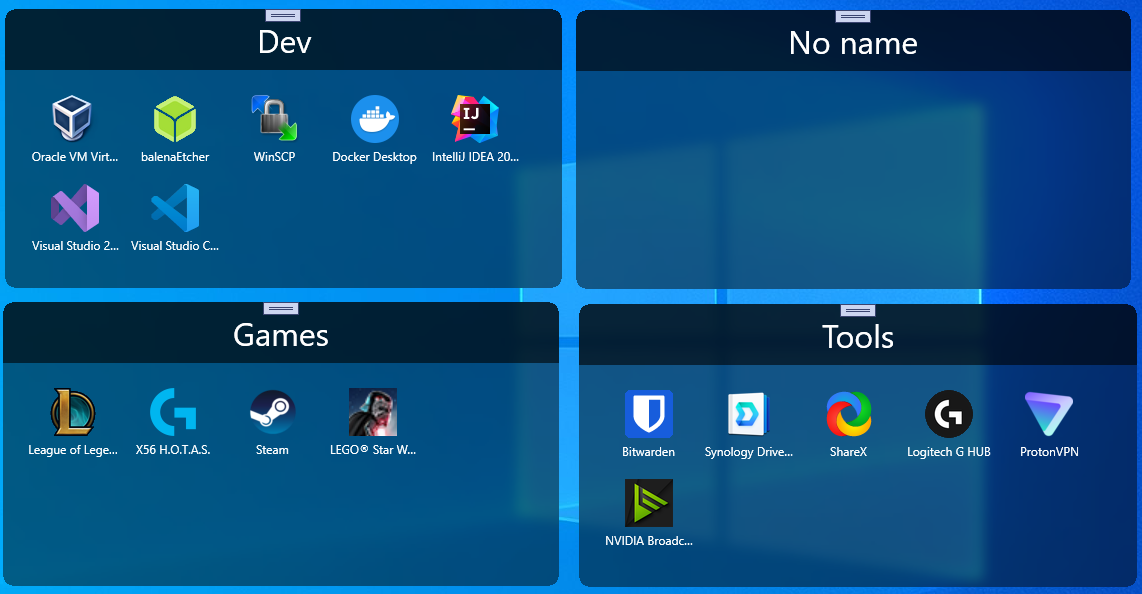 Dev
Oracle VM Virt...
balenaEtcher
WinSCP
Docker Desktop
IJ
IntelliJ IDEA 20...
Visual Studio 2...
Visual Studio C...
No name
Games
League of Lege...
X56 H.O.T.A.S.
Steam
LEGO® Star W...
Tools
Bitwarden
Synology Drive...
ShareX
Logitech G HUB
ProtonVPN
NVIDIA Broadc...